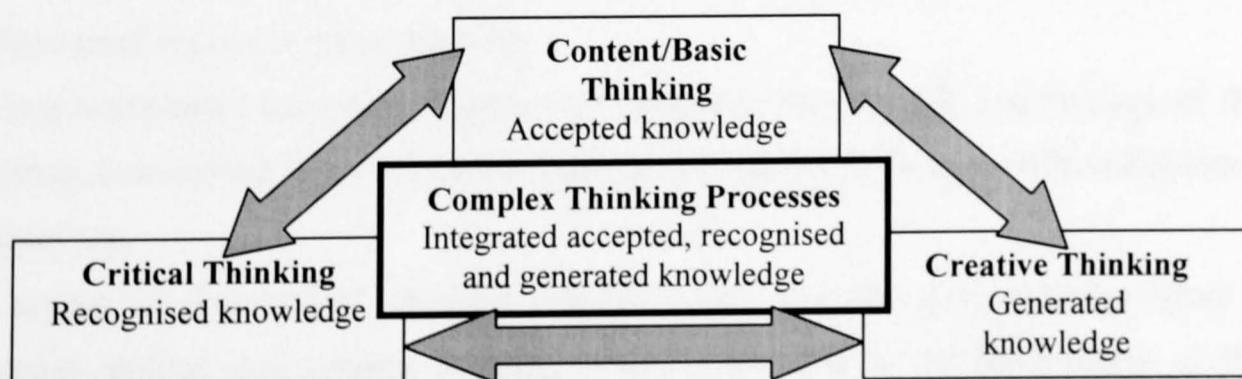 Content/Basic
Thinking
Accepted knowledge
Complex Thinking Processes
Integrated accepted, recognised
and generated knowledge
Critical Thinking
Recognised knowledge
Creative Thinking
Generated
knowledge